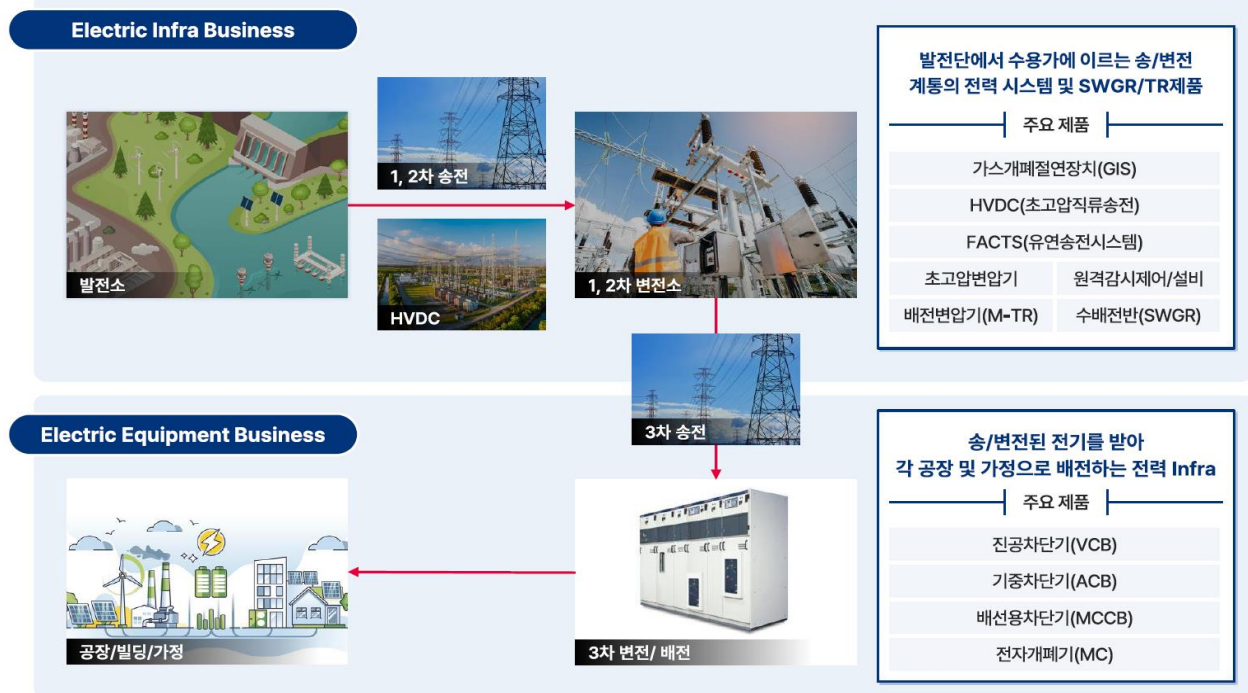 Electric Infra Business
발전소
1, 2차 송전
HVDC
1, 2차 변전소
발전단에서 수용가에 이르는 송/변전
계통의 전력 시스템 및 SWGR/TR제품
주요 제품
가스개폐절연장치(GIS)
HVDC(초고압직류송전)
FACTS(유연송전시스템)
초고압변압기
원격감시제어/설비
배전변압기(M-TR)
수배전반(SWGR)
3차 송전
Electric Equipment Business
공장/빌딩/가정
3차 변전/ 배전
송/변전된 전기를 받아
각 공장 및 가정으로 배전하는 전력 Infra
주요 제품
진공차단기(VCB)
기중차단기(ACB)
배선용차단기(MCCB)
전자개폐기(MC)